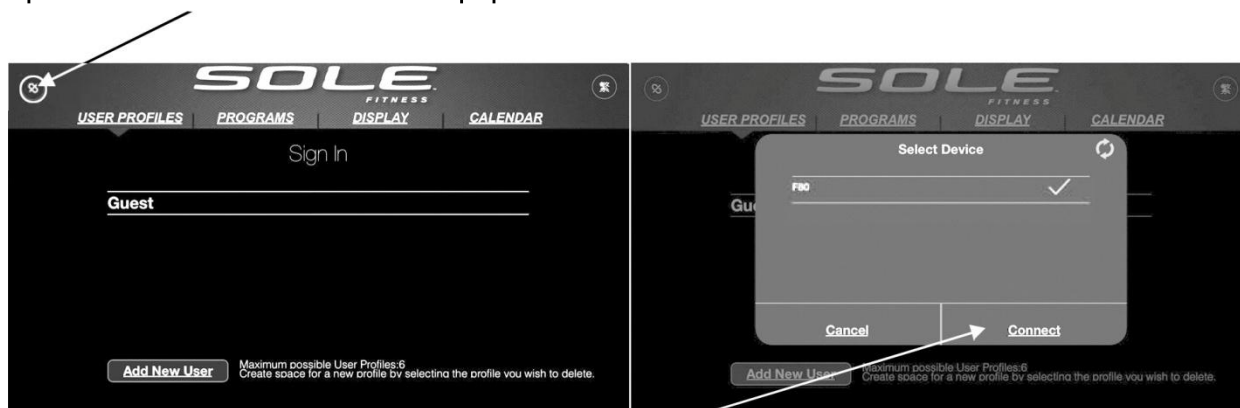 SOLE
FITNESS
USER PROFILES PROGRAMS DISPLAY CALENDAR
Sign In
Guest
Add New User
Maximum possible User Profiles:6
Create space for a new profile by selecting the profile you wish to delete.
SOLE
FITNESS
USER PROFILES PROGRAMS DISPLAY CALENDAR
Select Device
F80
Gu
Cancel Connect
Add New User
Maximum possible User Profiles:6
Create space for a new profile by selecting the profile you wish to delete.